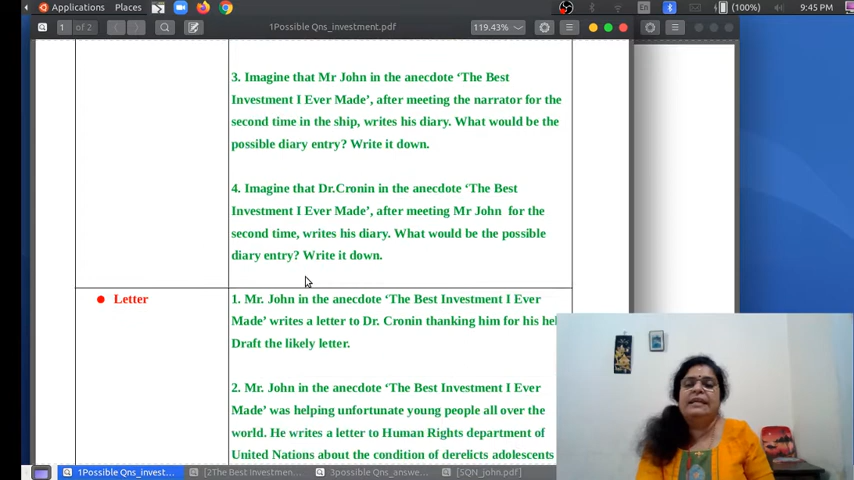 Applications Places En (100%) 9:45 PM
1 of 2 1Possible Qns_investment.pdf 119.43%
3. Imagine that Mr John in the anecdote ‘The Best
Investment I Ever Made’, after meeting the narrator for the
second time in the ship, writes his diary. What would be the
possible diary entry? Write it down.
4. Imagine that Dr.Cronin in the anecdote ‘The Best
Investment I Ever Made’, after meeting Mr John for the
second time, writes his diary. What would be the possible
diary entry? Write it down.
● Letter
1. Mr. John in the anecdote ‘The Best Investment I Ever
Made’ writes a letter to Dr. Cronin thanking him for his he
Draft the likely letter.
2. Mr. John in the anecdote ‘The Best Investment I Ever
Made’ was helping unfortunate young people all over the
world. He writes a letter to Human Rights department of
United Nations about the condition of derelicts adolescents
1Possible Qns_invest... [2The Best Investmen... 3possible Qns_answe... [SQN_john.pdf]